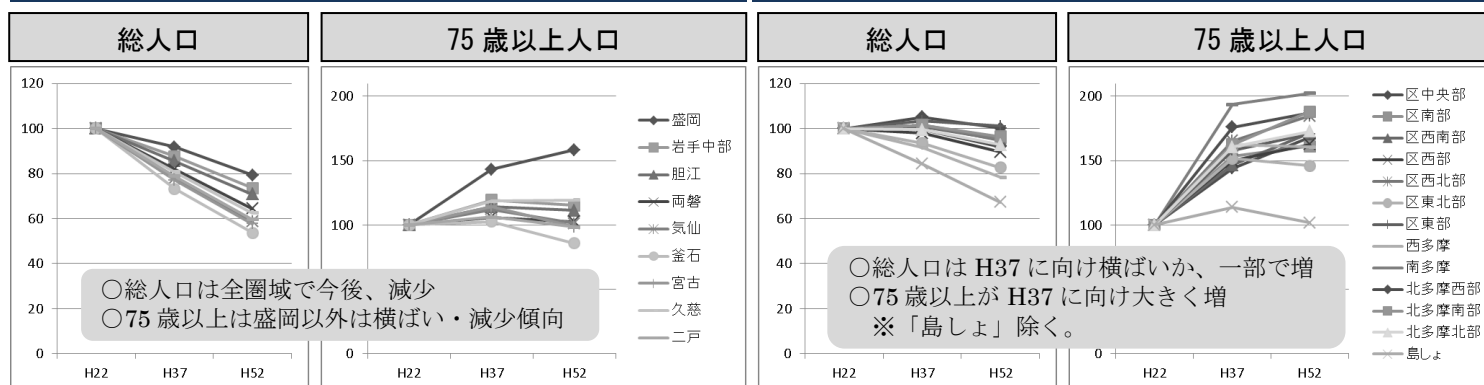 総人口
75 歳以上人口
総人口
75 歳以上人口
120
100
80
60
40
20
0
H22
H37
H52
○総人口は全圏域で今後、減少
○75 歳以上は盛岡以外は横ばい・減少傾向
200
150
100
0
H22
H37
H52
盛岡
岩手中部
胆江
両磐
気仙
釜石
宮古
久慈
二戸
120
100
80
60
40
20
0
H22
H37
H52
○総人口は H37 に向け横ばいか、一部で増
○75 歳以上が H37 に向け大きく増
※「島しょ」除く。
200
150
100
0
H22
H37
H52
区中央部
区南部
区西南部
区西部
区西北部
区東北部
区東部
西多摩
南多摩
北多摩西部
北多摩南部
北多摩北部
島しょ